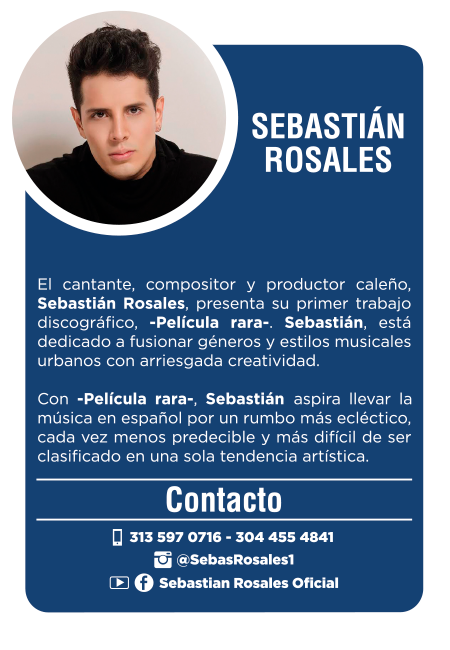 SEBASTIÁN
ROSALES
El cantante, compositor y productor caleño,
Sebastián Rosales, presenta su primer trabajo
discográfico, -Película rara-. Sebastián, está
dedicado a fusionar géneros y estilos musicales
urbanos con arriesgada creatividad.
Con -Película rara-, Sebastián aspira llevar la
música en español por un rumbo más ecléctico,
cada vez menos predecible y más difícil de ser
clasificado en una sola tendencia artística.
Contacto
313 597 0716 - 304 455 4841
@SebasRosales1
Sebastian Rosales Oficial